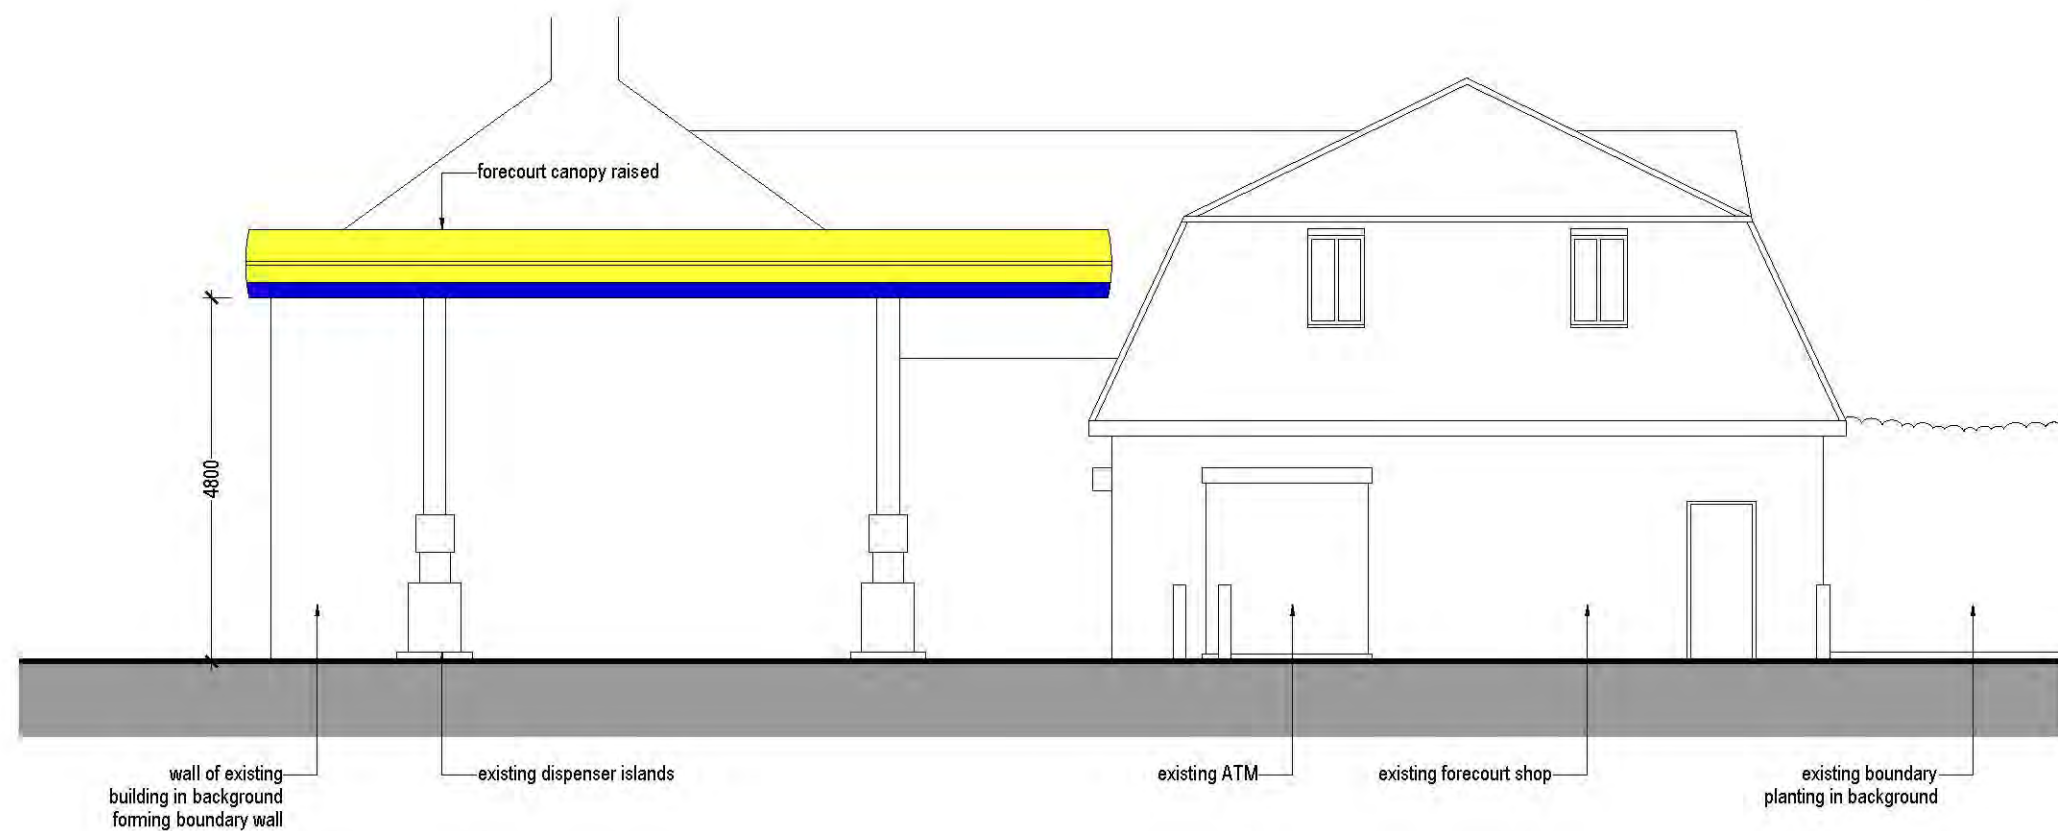 forecourt canopy raised
4800
wall of existing
building in background
forming boundary wall
existing dispenser islands
existing ATM
existing forecourt shop
existing boundary
planting in background